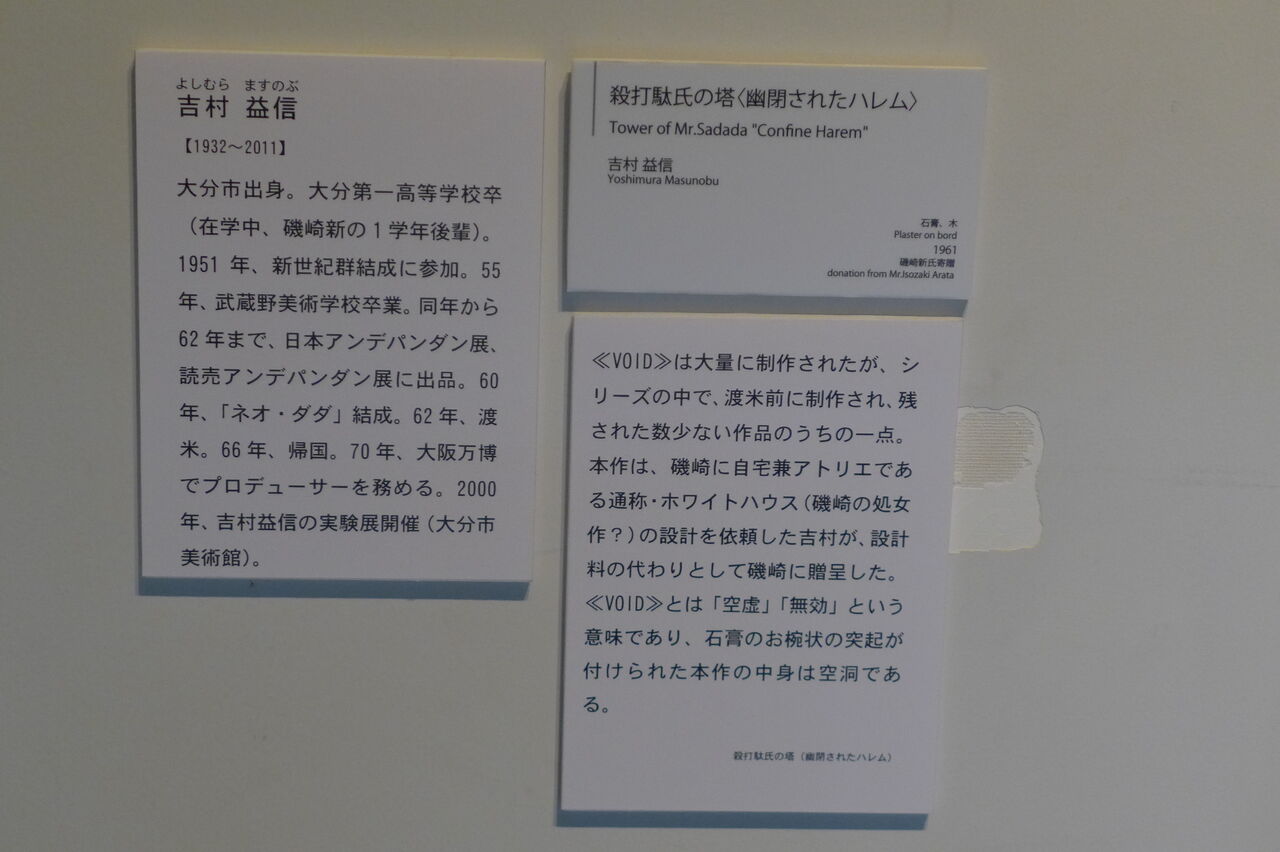 よしむら ますのぶ
吉村 益信
【1932～2011】
大分市出身。大分第一高等学校卒
（在学中、磯崎新の１学年後輩）。
1951 年、新世紀群結成に参加。55
年、武蔵野美術学校卒業。同年から
62 年まで、日本アンデパンダン展、
読売アンデパンダン展に出品。60
年、「ネオ・ダダ」結成。62 年、渡
米。66 年、帰国。70 年、大阪万博
でプロデューサーを務める。2000
年、吉村益信の実験展開催（大分市
美術館）。
殺打駄氏の塔〈幽閉されたハレム〉
Tower of Mr.Sadada "Confine Harem"
吉村 益信
Yoshimura Masunobu
石膏、木
Plaster on bord
1961
磯崎新氏寄贈
donation from Mr.Isozaki Arata
≪VOID≫は大量に制作されたが、シ
リーズの中で、渡米前に制作され、残
された数少ない作品のうちの一点。
本作は、磯崎に自宅兼アトリエであ
る通称・ホワイトハウス（磯崎の処女
作？）の設計を依頼した吉村が、設計
料の代わりとして磯崎に贈呈した。
≪VOID≫とは「空虚」「無効」という
意味であり、石膏のお椀状の突起が
付けられた本作の中身は空洞であ
る。
殺打駄氏の塔（幽閉されたハレム）